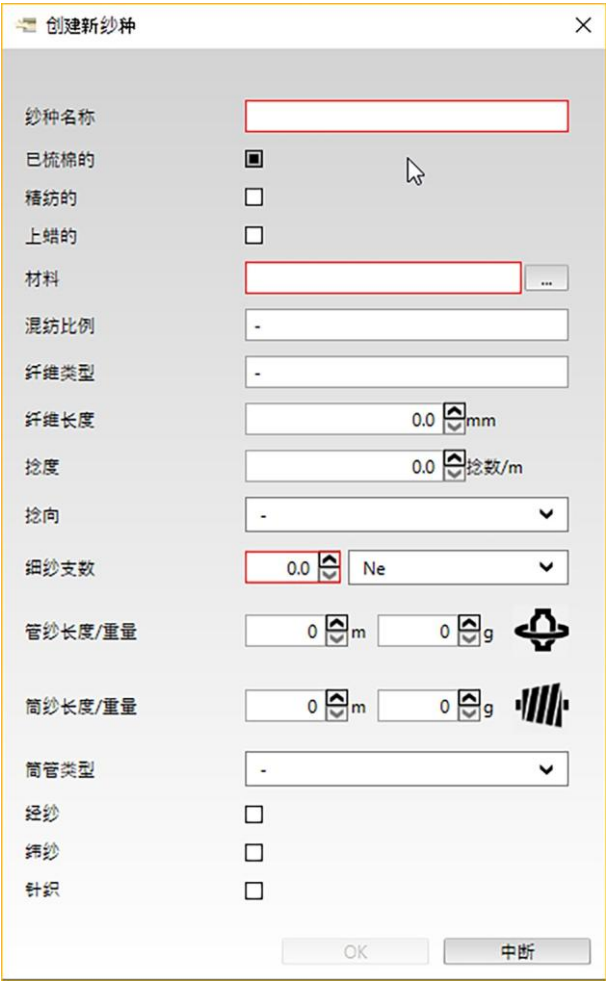 创建新纱种
纱种名称
已梳棉的
精纺的
上蜡的
材料 ...
混纺比例 -
纤维类型 -
纤维长度 0.0 mm
捻度 0.0 捻数/m
捻向 -
细纱支数 0.0 Ne
管纱长度/重量 0 m 0 g
筒纱长度/重量 0 m 0 g
筒管类型 -
经纱
纬纱
针织
OK 中断